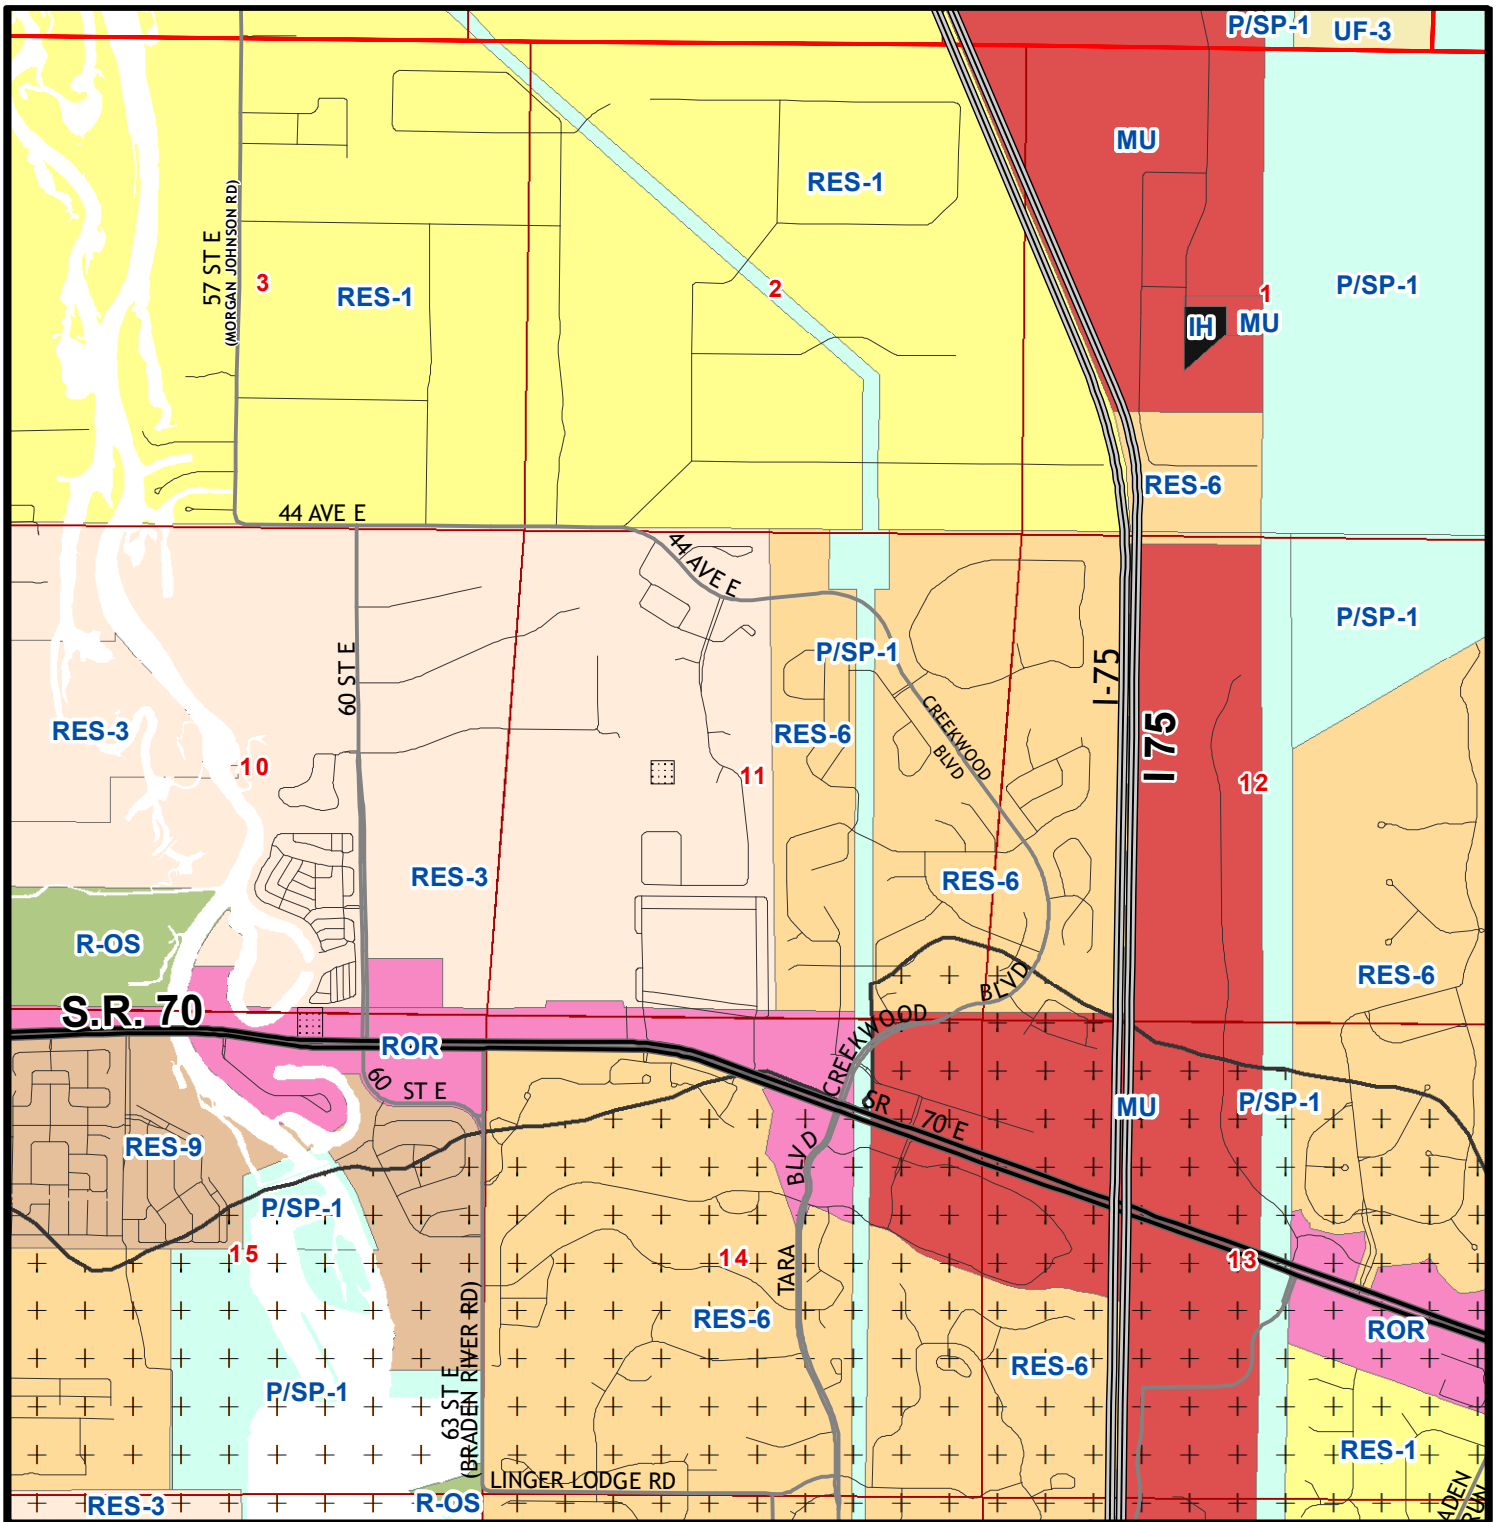 P/SP-1
UF-3
MU
RES-1
57 ST E
(MORGAN JOHNSON RD)
3
RES-1
2
1
P/SP-1
IH
MU
RES-6
44 AVE E
44 AVE E
P/SP-1
P/SP-1
60 ST E
I-75
I 75
RES-3
RES-6
CREEKWOOD
BLVD
10
11
12
RES-3
RES-6
R-OS
RES-6
S.R. 70
BLVD
CREEKWOOD
ROR
60 ST E
SR 70 E
MU
P/SP-1
RES-9
BLVD
P/SP-1
15
14
13
TARA
RES-6
ROR
RES-6
P/SP-1
63 ST E
(BRADEN RIVER RD)
RES-1
LINGER LODGE RD
RES-3
R-OS
ADEN
RUN